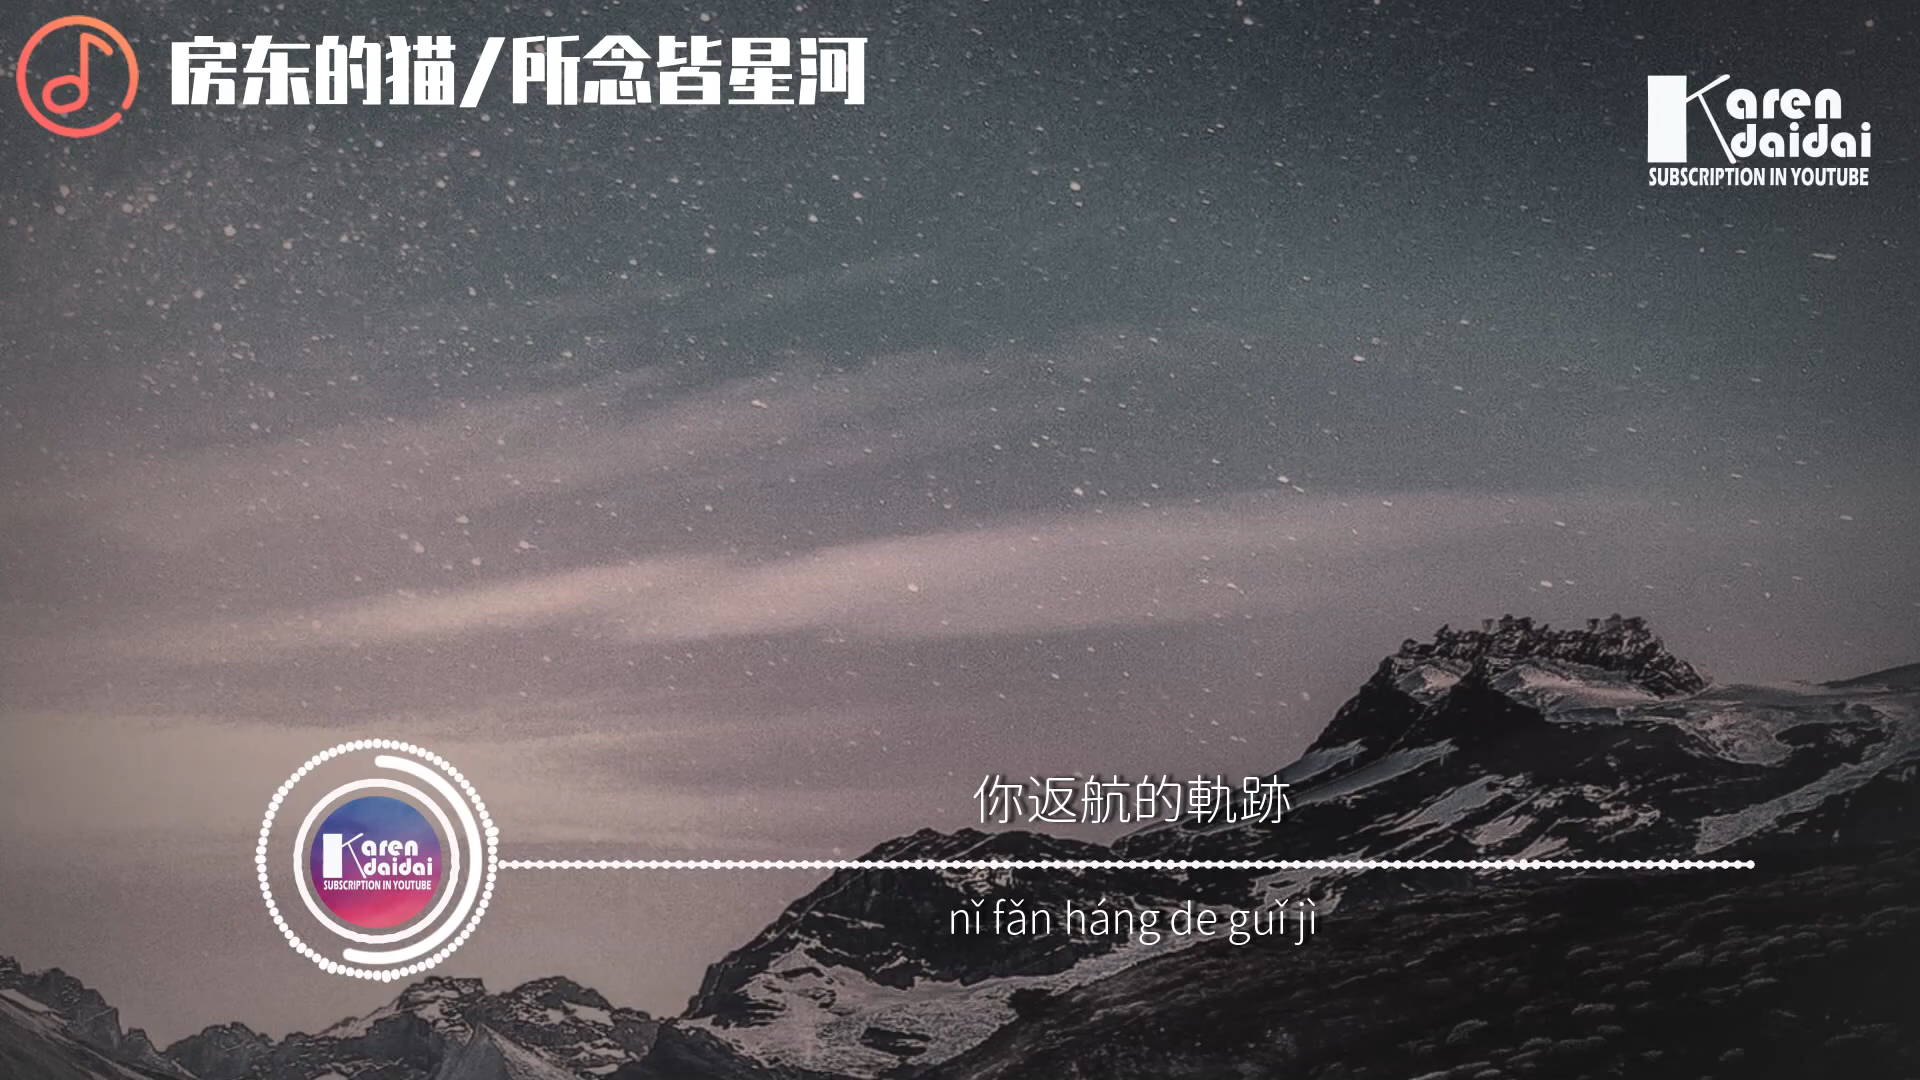 房东的猫/所念皆星河
Karen
daidai
SUBSCRIPTION IN YOUTUBE
你返航的軌跡
Karen
daidai
SUBSCRIPTION IN YOUTUBE
nǐ fǎn háng de guǐ jì